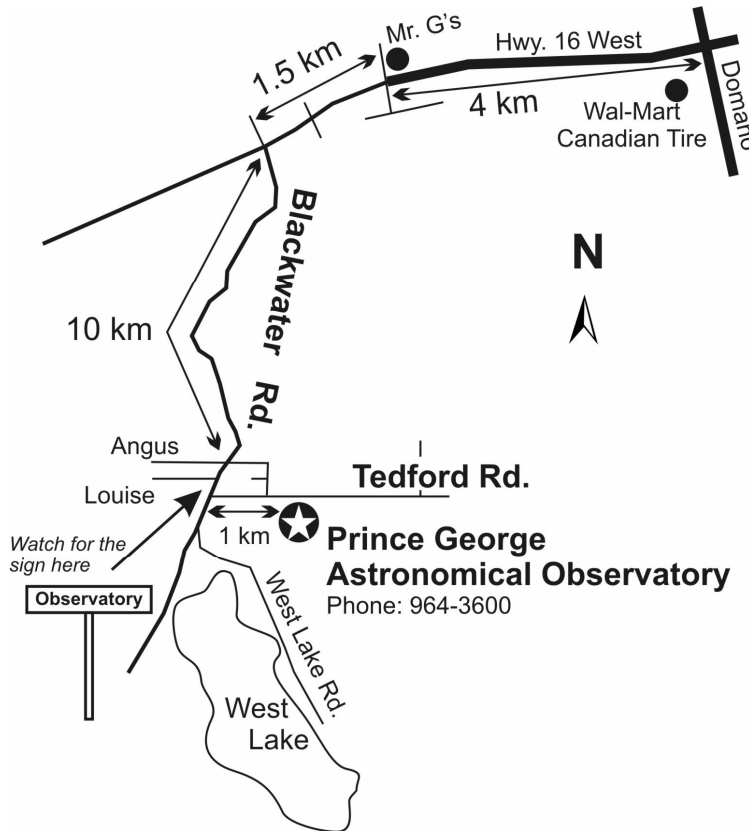 Mr. G's
Hwy. 16 West
1.5 km
4 km
Domano
Wal-Mart
Canadian Tire
Blackwater Rd.
N
10 km
Angus
Tedford Rd.
Louise
1 km
Watch for the
sign here
Prince George
Astronomical Observatory
Phone: 964-3600
Observatory
West Lake Rd.
West
Lake